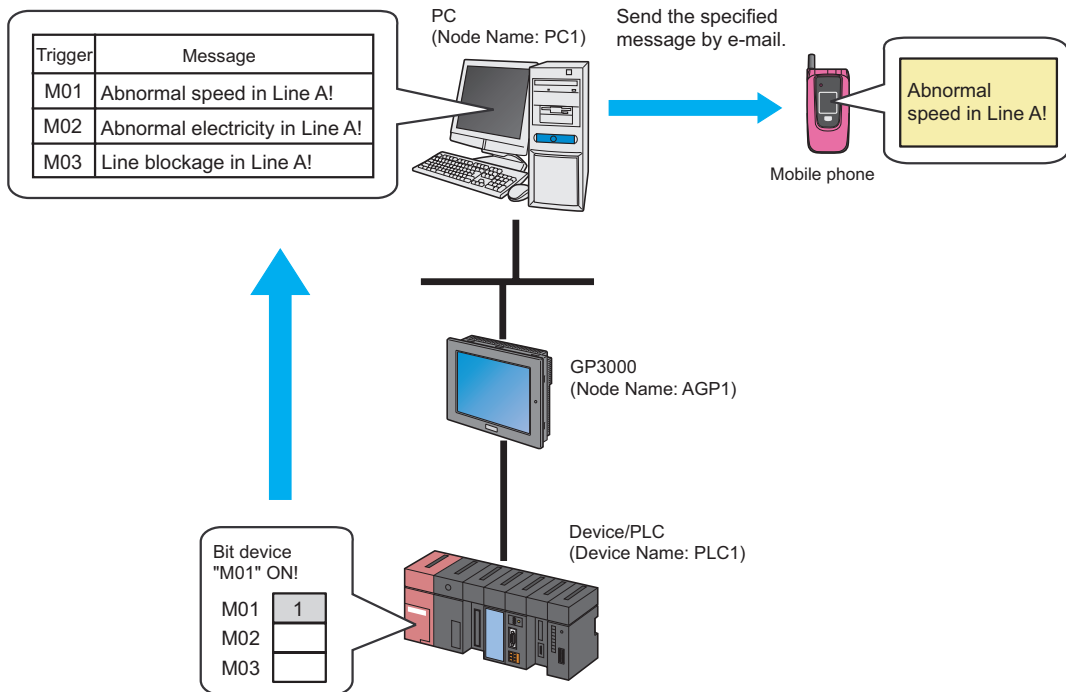 PC
(Node Name: PC1)
Send the specified
message by e-mail.
Trigger Message
M01 Abnormal speed in Line A!
M02 Abnormal electricity in Line A!
M03 Line blockage in Line A!
Abnormal
speed in Line A!
Mobile phone
GP3000
(Node Name: AGP1)
Device/PLC
(Device Name: PLC1)
Bit device
"M01" ON!
M01 1
M02
M03